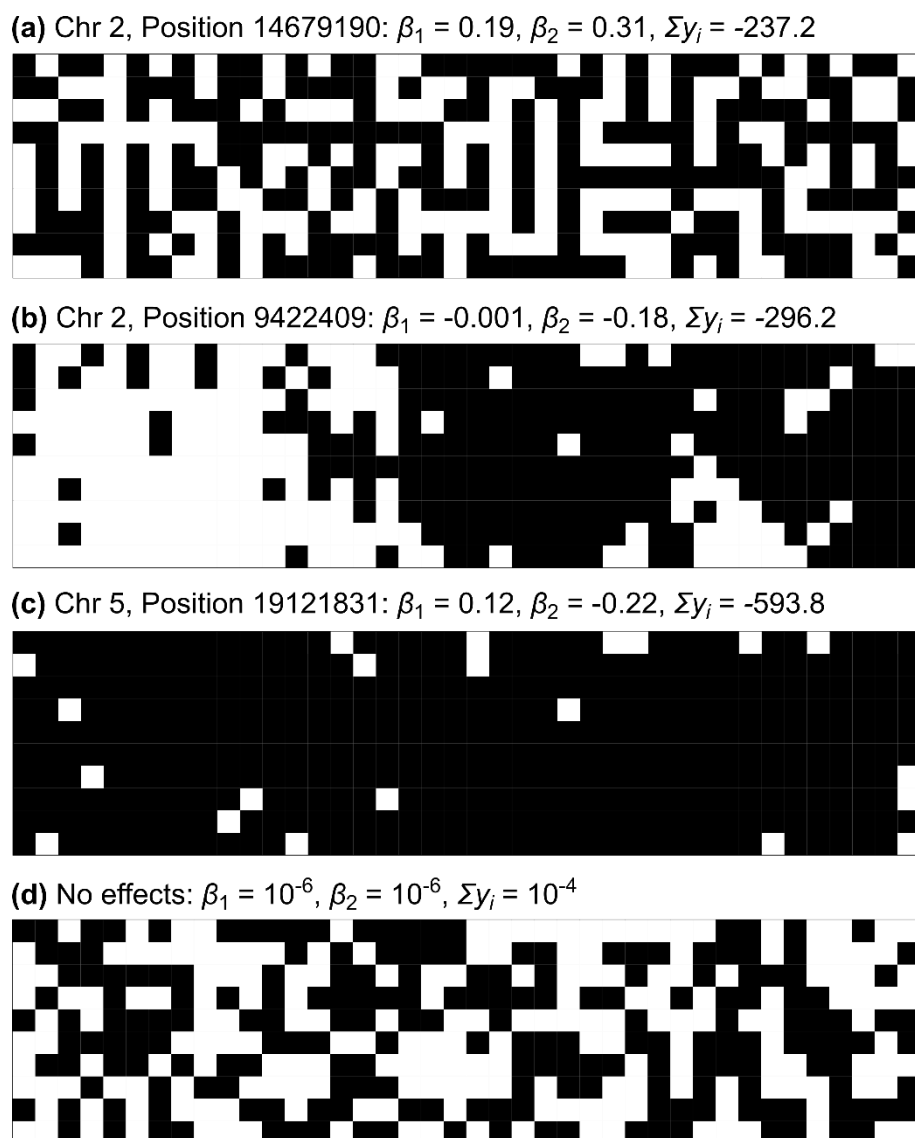 (a) Chr 2, Position 14679190: β₁ = 0.19, β₂ = 0.31, Σyᵢ = -237.2
(b) Chr 2, Position 9422409: β₁ = -0.001, β₂ = -0.18, Σyᵢ = -296.2
(c) Chr 5, Position 19121831: β₁ = 0.12, β₂ = -0.22, Σyᵢ = -593.8
(d) No effects: β₁ = 10⁻⁶, β₂ = 10⁻⁶, Σyᵢ = 10⁻⁴